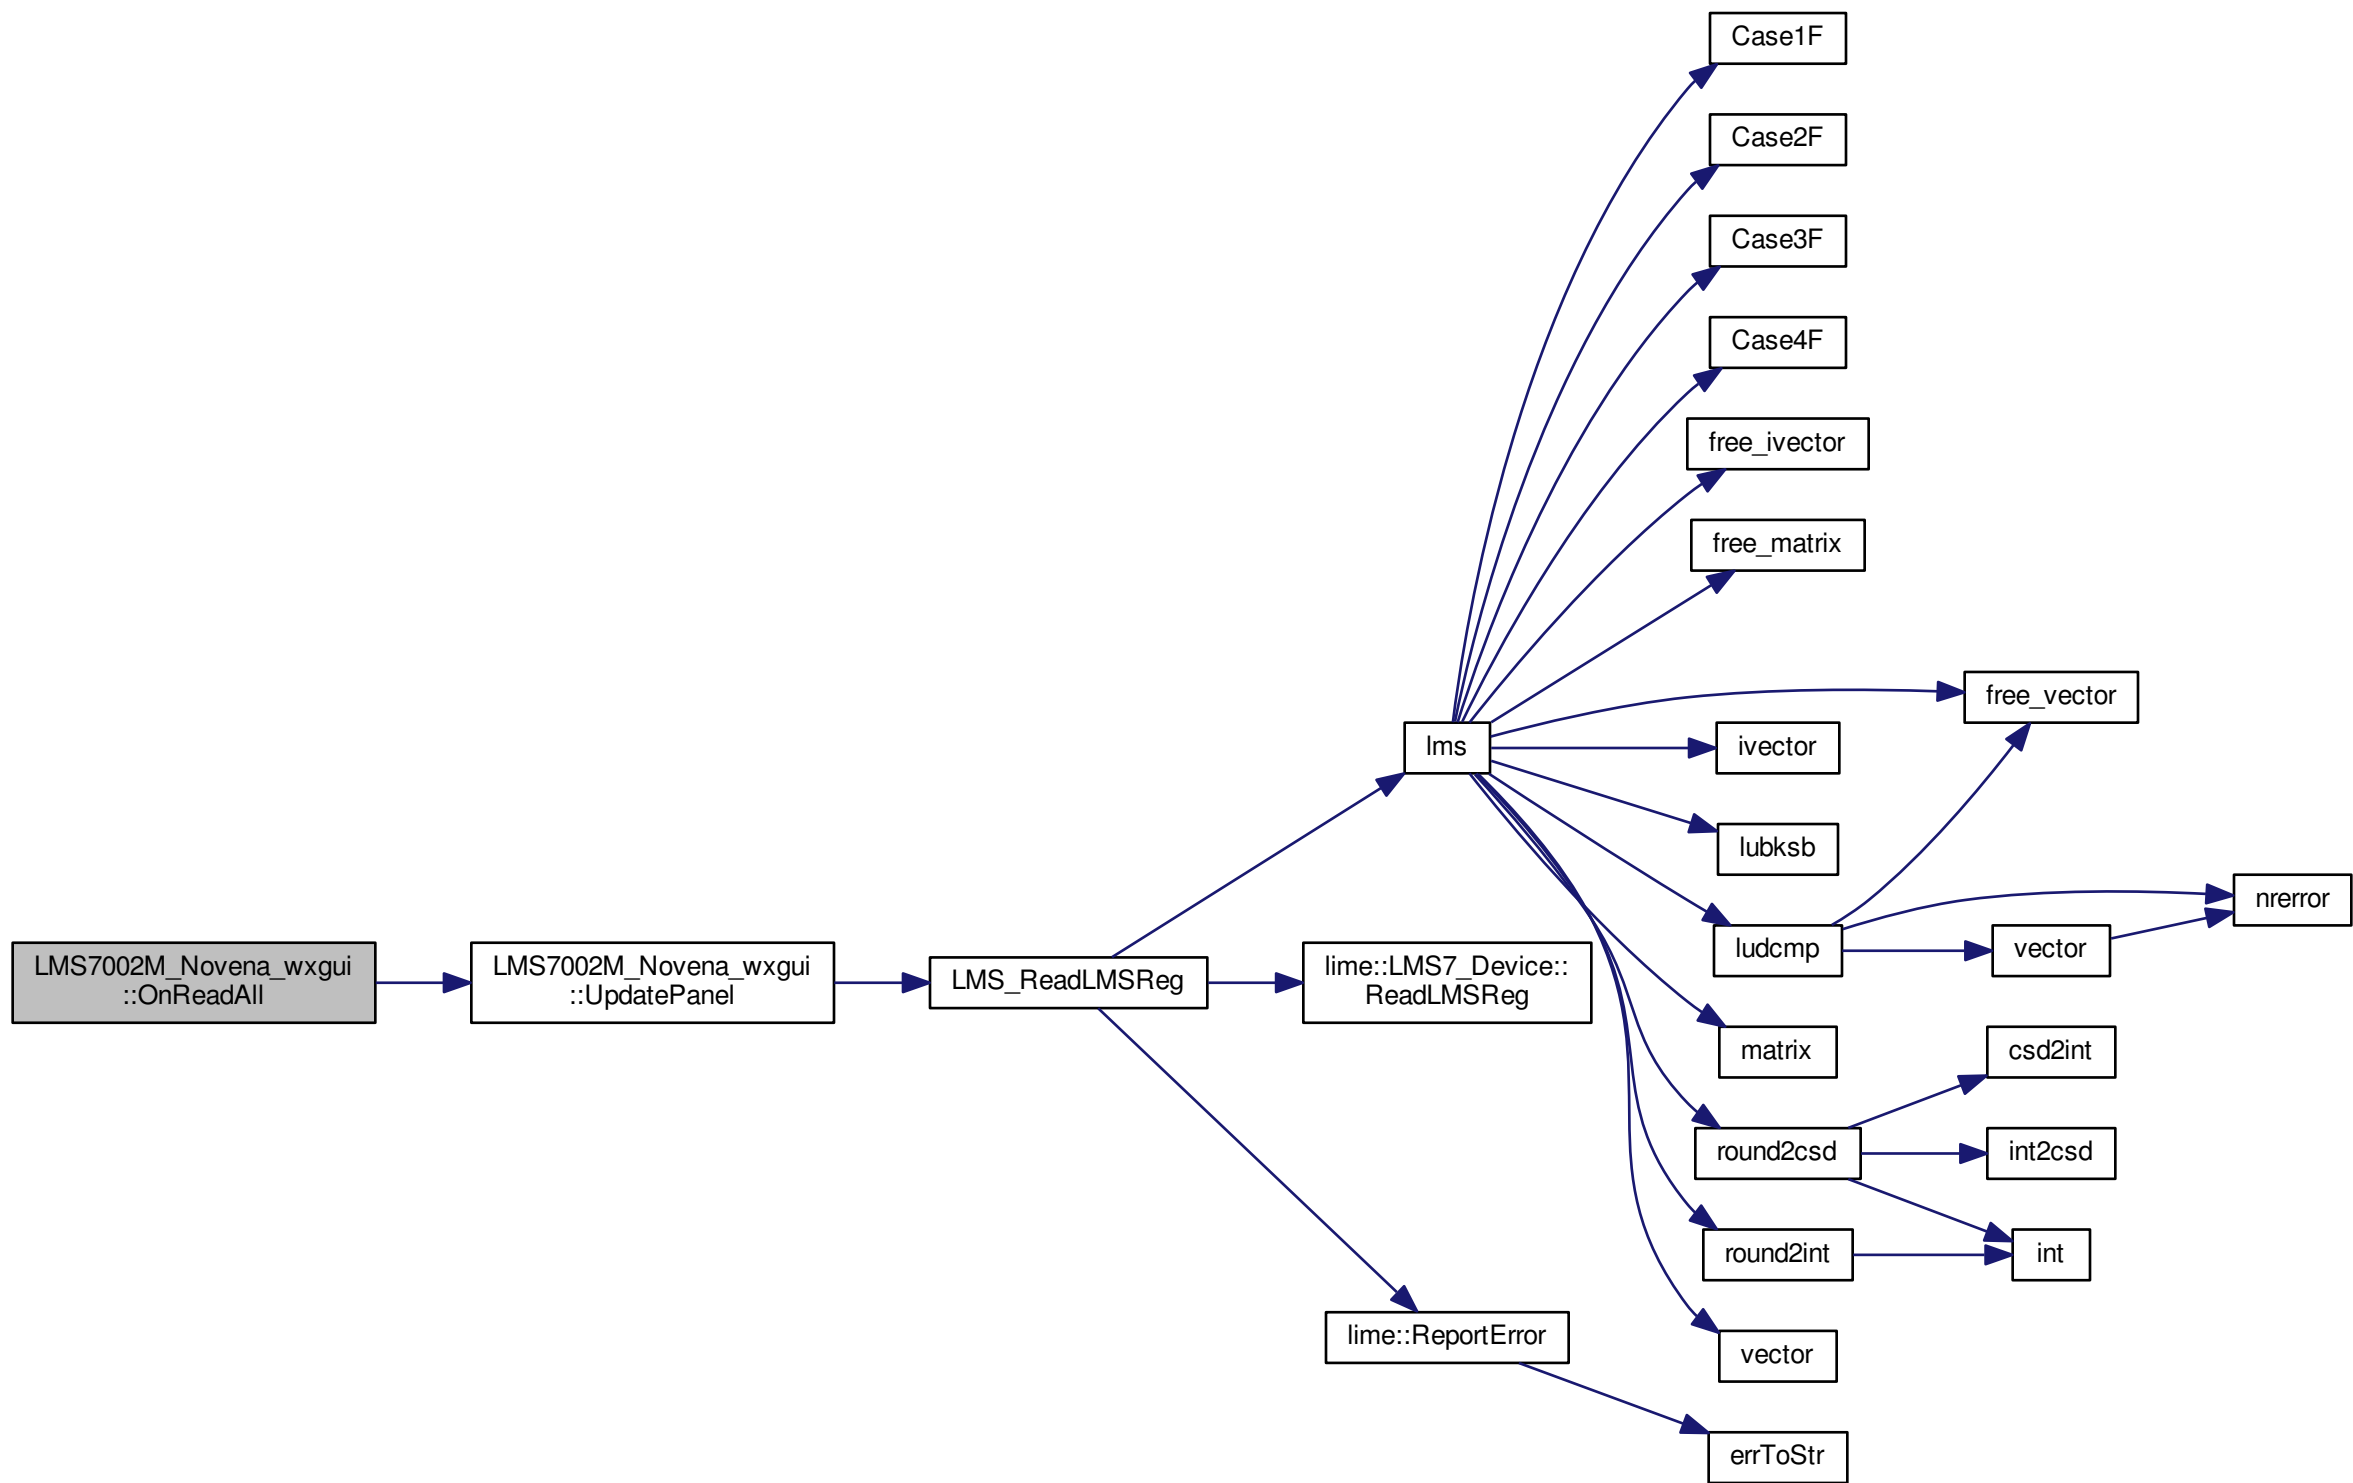 Case1F
Case2F
Case3F
Case4F
free_ivector
free_matrix
free_vector
lms
ivector
lubksb
nrerror
ludcmp
vector
LMS7002M_Novena_wxgui
::OnReadAll
LMS7002M_Novena_wxgui
::UpdatePanel
LMS_ReadLMSReg
lime::LMS7_Device::
ReadLMSReg
matrix
csd2int
round2csd
int2csd
round2int
int
lime::ReportError
vector
errToStr